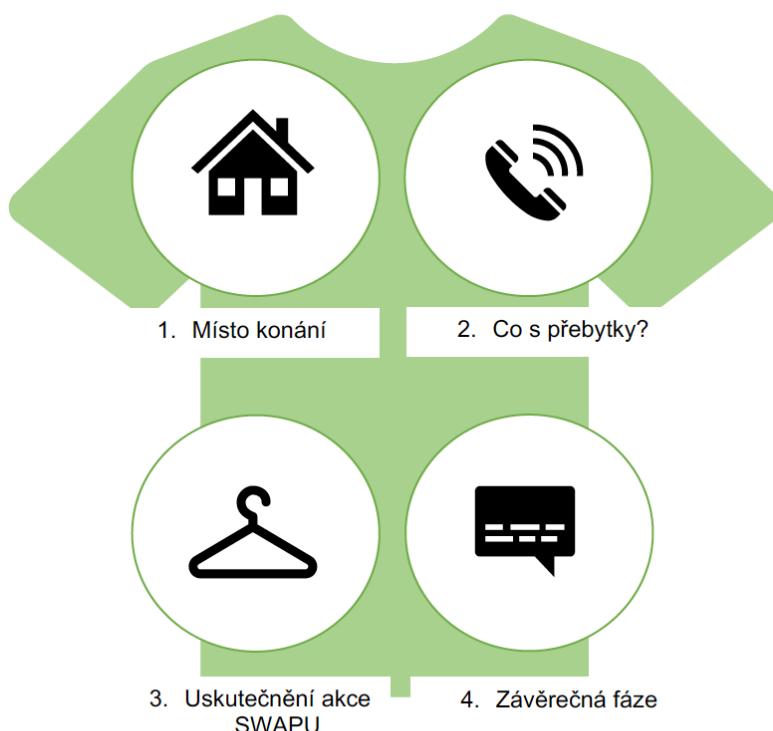 1. Místo konání
2. Co s přebytky?
3. Uskutečnění akce
SWAPU
4. Závěrečná fáze